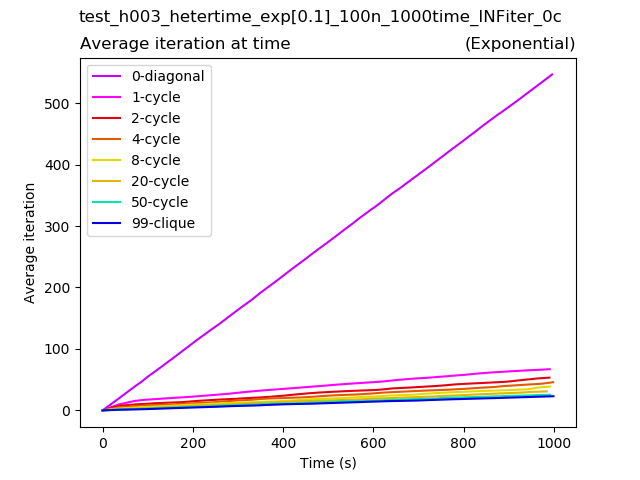 test_h003_hetertime_exp[0.1]_100n_1000time_INFiter_0c
Average iteration at time (Exponential)
0-diagonal
1-cycle
2-cycle
4-cycle
8-cycle
20-cycle
50-cycle
99-clique
Average iteration
500
400
300
200
100
0
0 200 400 600 800 1000
Time (s)